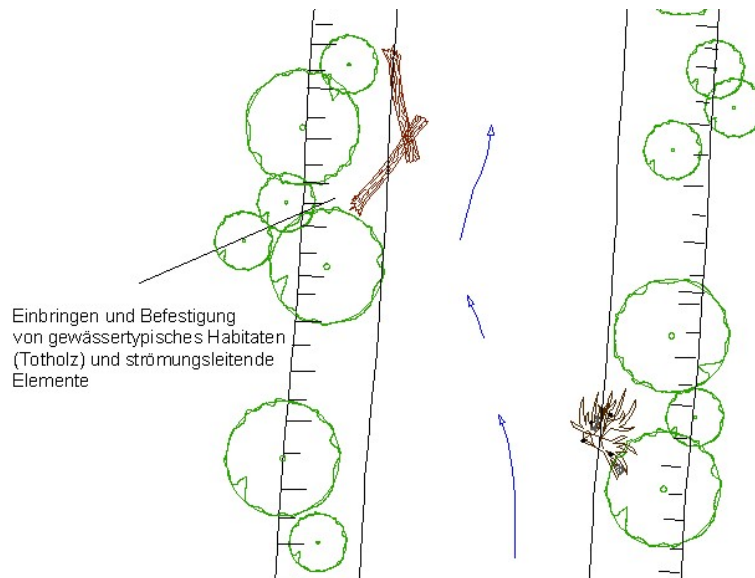 Einbringen und Befestigung
von gewässertypisches Habitaten
(Totholz) und strömungsleitende
Elemente